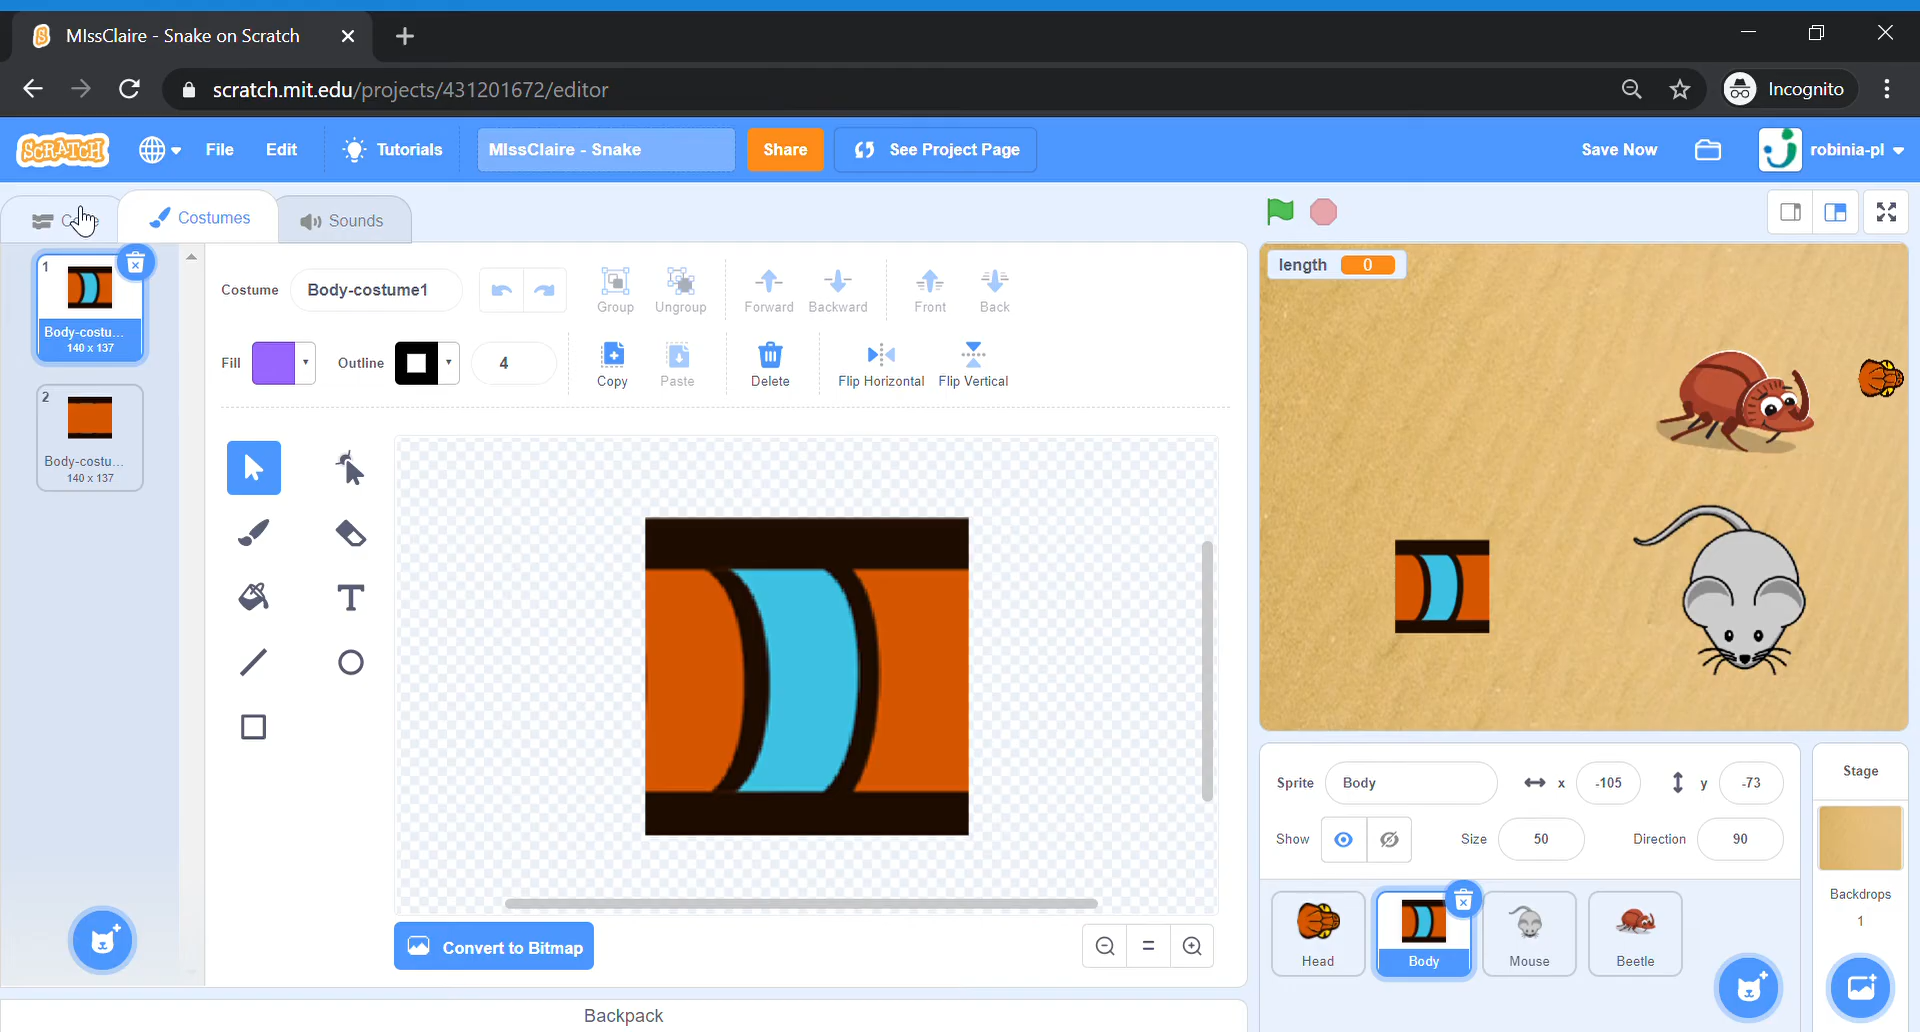 MIssClaire - Snake on Scratch
scratch.mit.edu/projects/431201672/editor
Incognito
SCRATCH
File
Edit
Tutorials
MIssClaire - Snake
Share
See Project Page
Save Now
robinia-pl
Costumes
Sounds
1
Body-costu...
140 x 137
2
Body-costu...
140 x 137
Costume
Body-costume1
Group
Ungroup
Forward
Backward
Front
Back
Fill
Outline
4
Copy
Paste
Delete
Flip Horizontal
Flip Vertical
T
Convert to Bitmap
Backpack
length 0
Sprite
Body
x
-105
y
-73
Show
Size
50
Direction
90
Head
Body
Mouse
Beetle
Stage
Backdrops
1